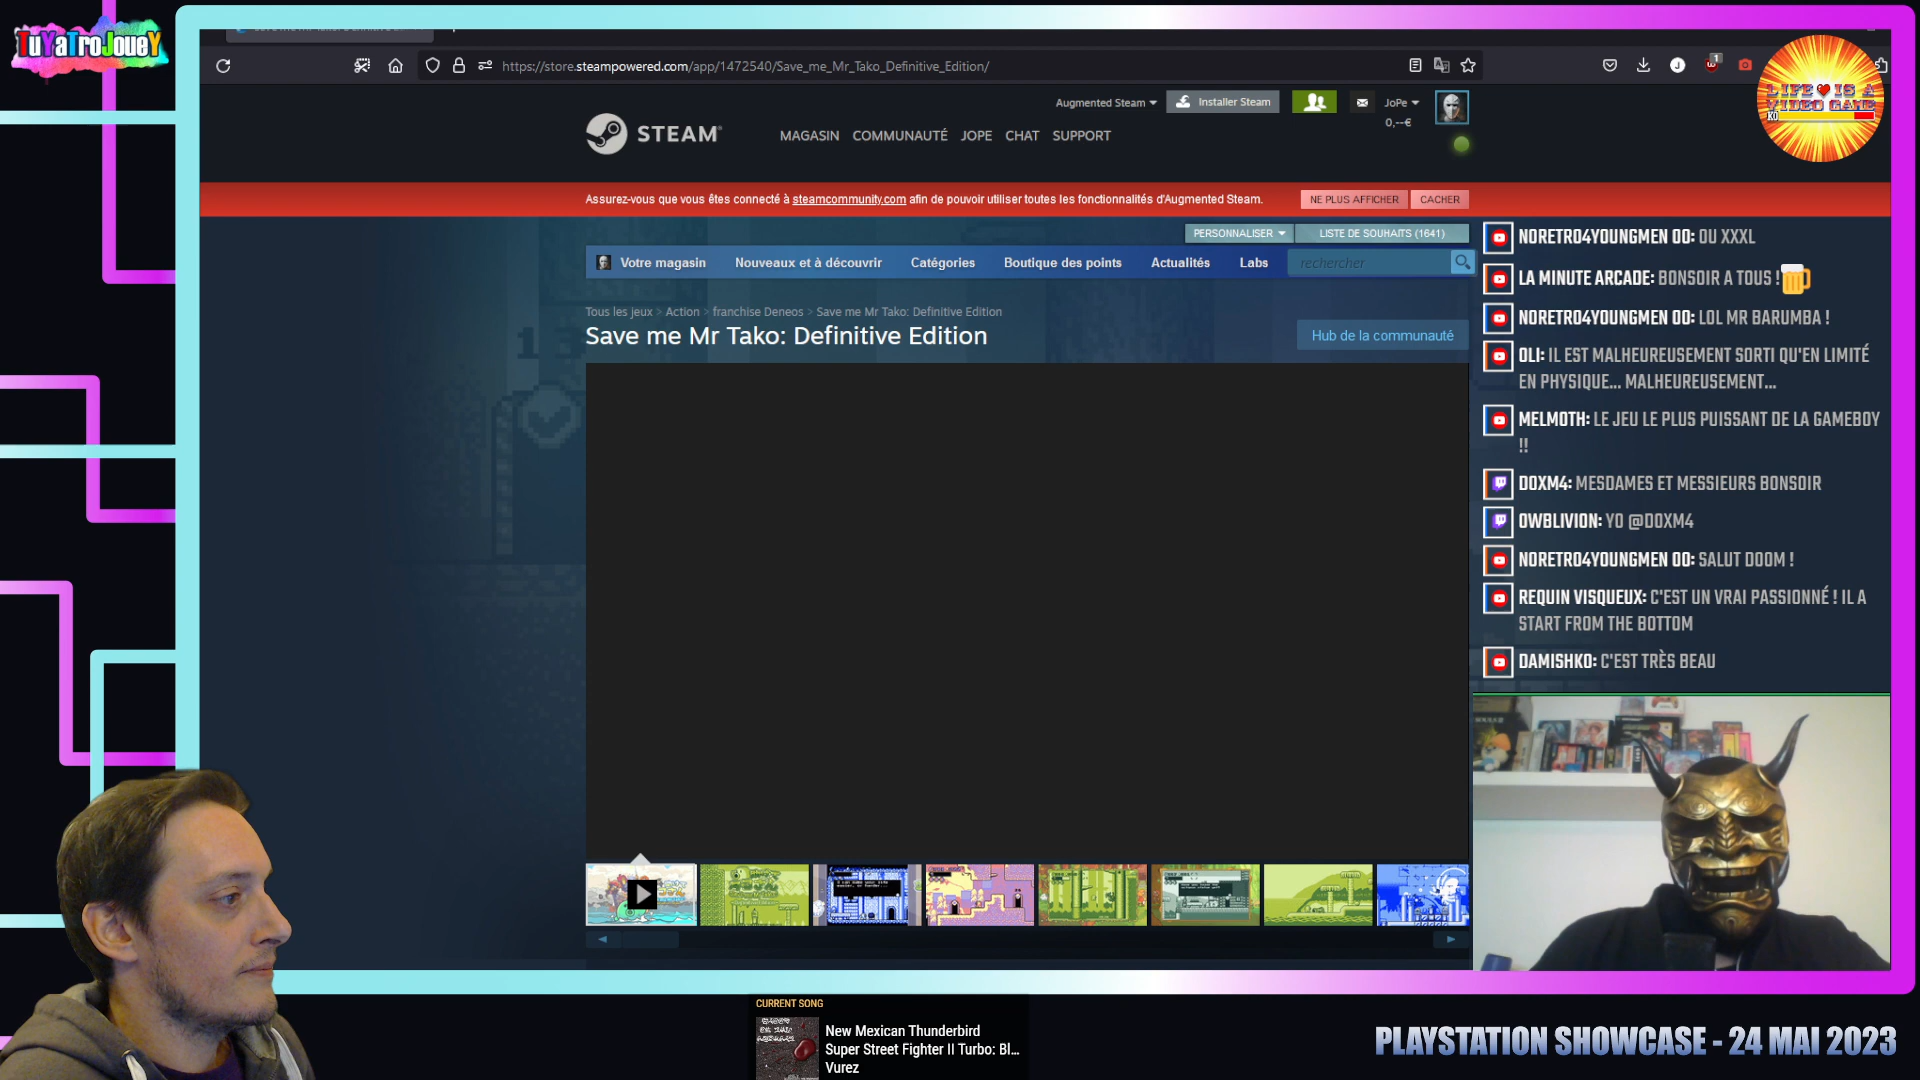 TuYaTroJoueY
https://store.steampowered.com/app/1472540/Save_me_Mr_Tako_Definitive_Edition/
1
LIFE IS A
VIDEO GAME
KO
Augmented Steam
Installer Steam
JoPe
0,--€
STEAM
MAGASIN COMMUNAUTÉ JOPE CHAT SUPPORT
Assurez-vous que vous êtes connecté à steamcommunity.com afin de pouvoir utiliser toutes les fonctionnalités d'Augmented Steam.
NE PLUS AFFICHER
CACHER
PERSONNALISER
LISTE DE SOUHAITS (1641)
Votre magasin
Nouveaux et à découvrir
Catégories
Boutique des points
Actualités
Labs
rechercher
Tous les jeux > Action > franchise Deneos > Save me Mr Tako: Definitive Edition
Save me Mr Tako: Definitive Edition
Hub de la communauté
NORETRO4YOUNGMEN OO: OU XXXL
LA MINUTE ARCADE: BONSOIR A TOUS !
NORETRO4YOUNGMEN OO: LOL MR BARUMBA !
OLI: IL EST MALHEUREUSEMENT SORTI QU'EN LIMITÉ
EN PHYSIQUE... MALHEUREUSEMENT...
MELMOTH: LE JEU LE PLUS PUISSANT DE LA GAMEBOY
!!
DOXM4: MESDAMES ET MESSIEURS BONSOIR
OWBLIVION: YO @DOXM4
NORETRO4YOUNGMEN OO: SALUT DOOM !
REQUIN VISQUEUX: C'EST UN VRAI PASSIONNÉ ! IL A
START FROM THE BOTTOM
DAMISHKO: C'EST TRÈS BEAU
CURRENT SONG
New Mexican Thunderbird
Super Street Fighter II Turbo: Bl...
Vurez
PLAYSTATION SHOWCASE - 24 MAI 2023